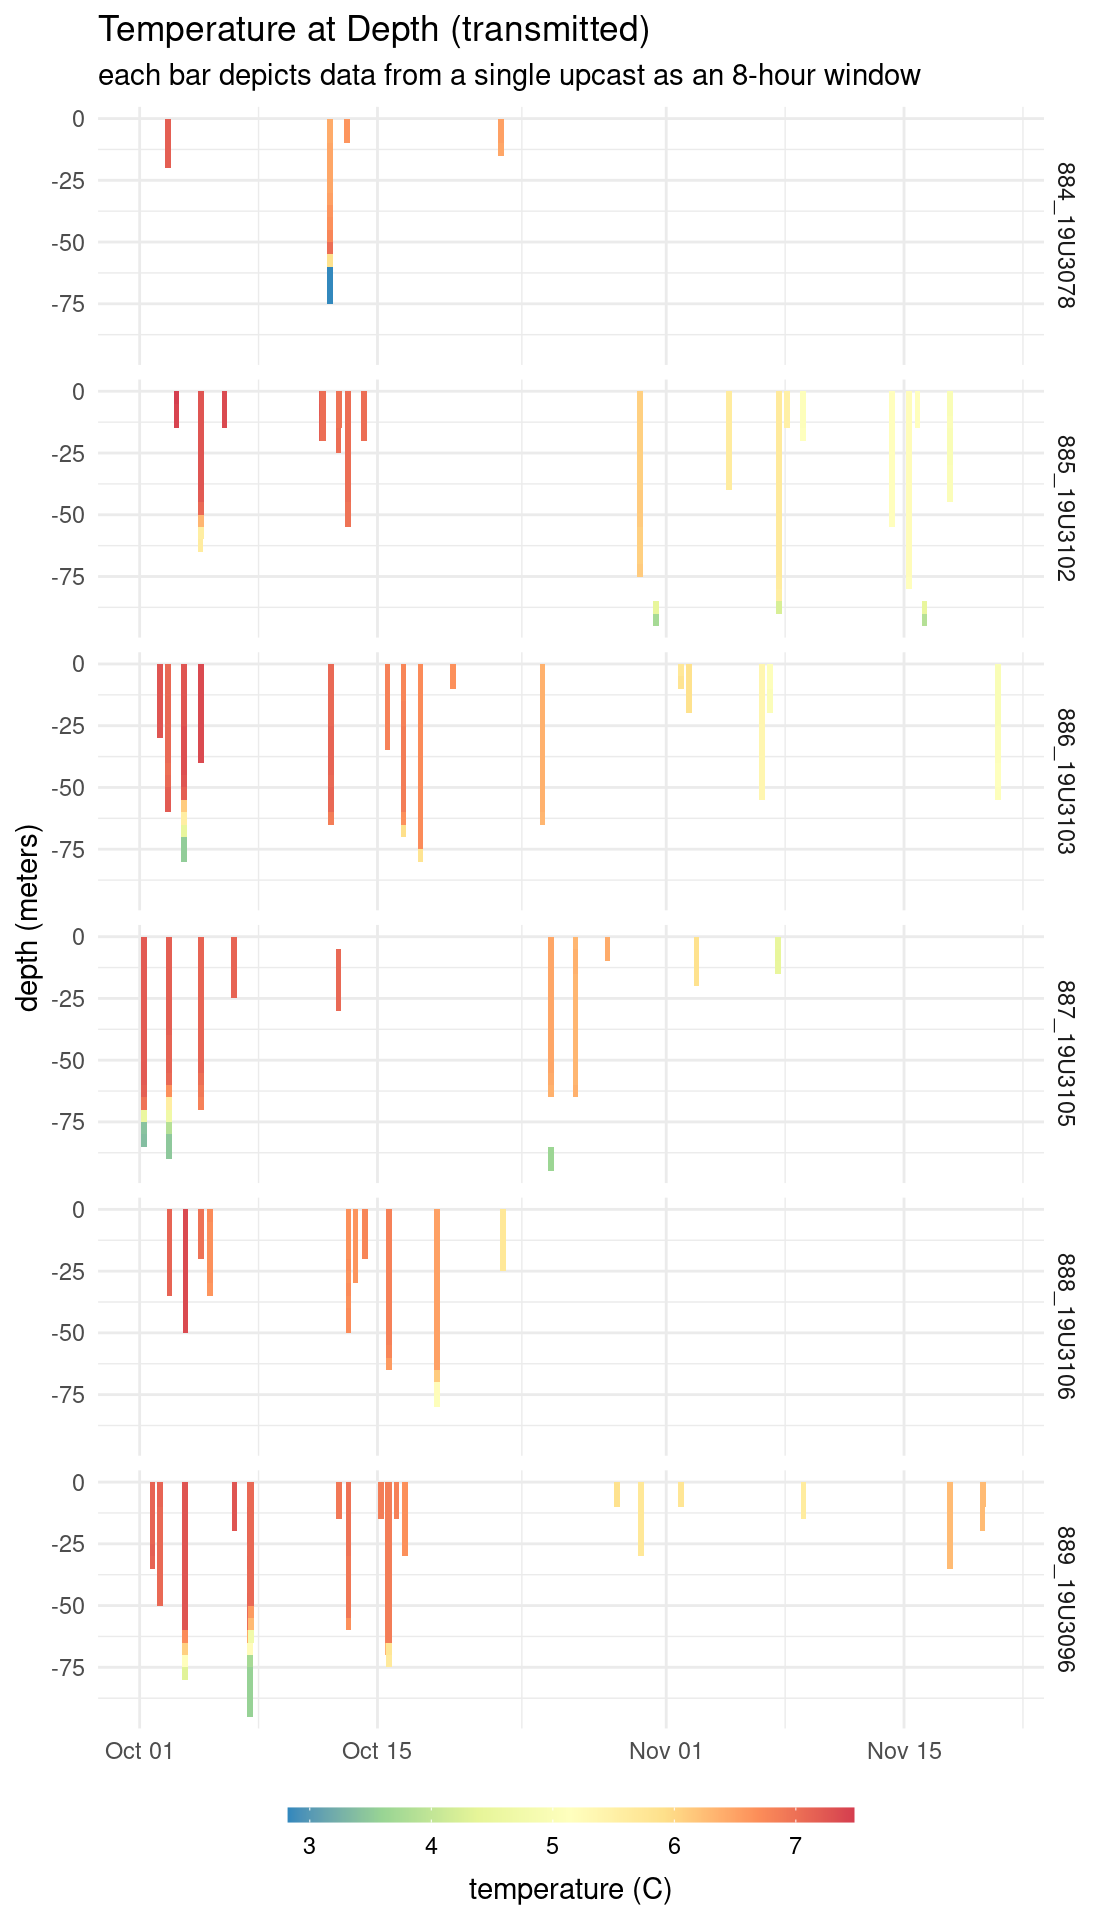 Temperature at Depth (transmitted)
each bar depicts data from a single upcast as an 8-hour window
0
-25
-50
-75
884_19U3078
0
-25
-50
-75
885_19U3102
0
-25
-50
-75
886_19U3103
depth (meters)
0
-25
-50
-75
887_19U3105
0
-25
-50
-75
888_19U3106
0
-25
-50
-75
889_19U3096
Oct 01 Oct 15 Nov 01 Nov 15
3 4 5 6 7
temperature (C)